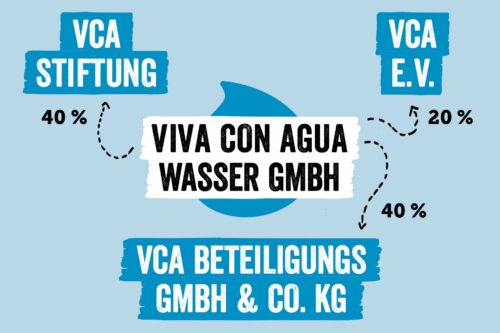 VCA
STIFTUNG
VCA
E.V.
40 %
20 %
VIVA CON AGUA
WASSER GMBH
40 %
VCA BETEILIGUNGS
GMBH & CO. KG